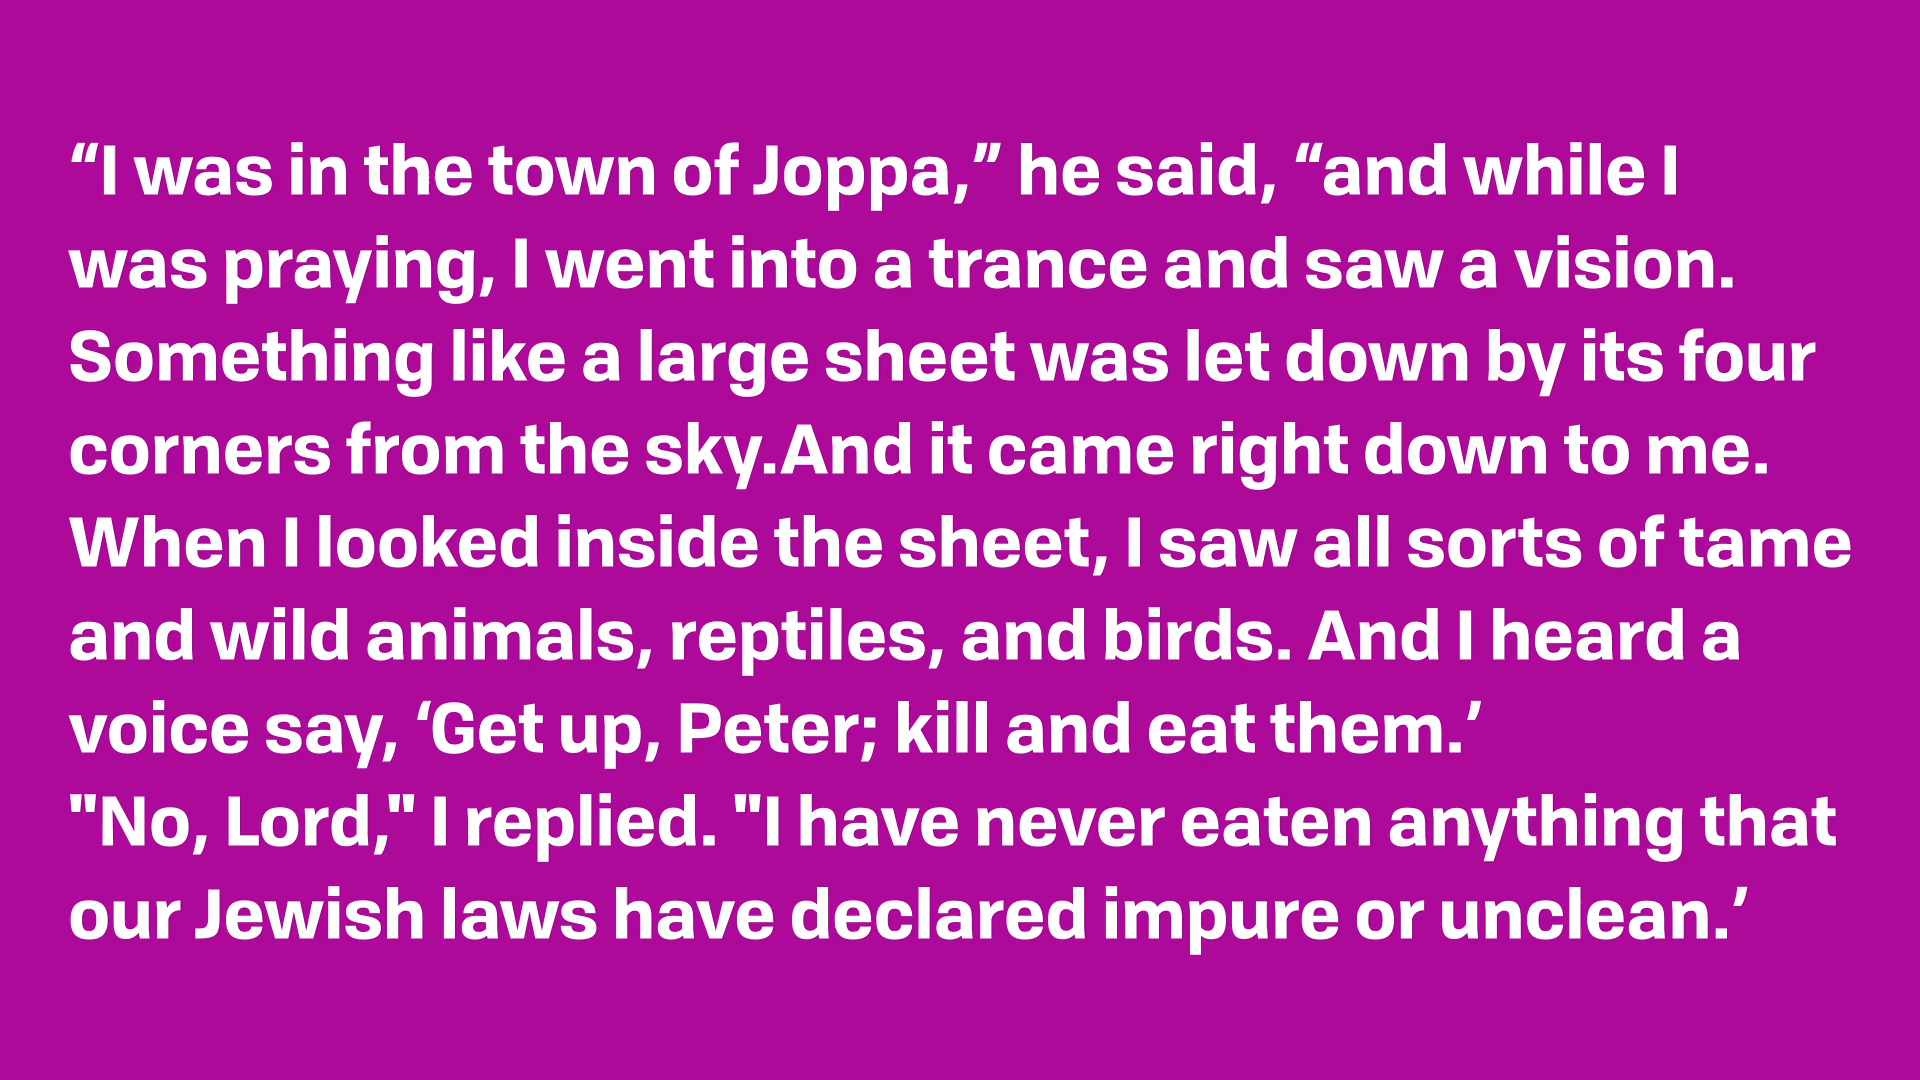 “I was in the town of Joppa,” he said, “and while I
was praying, I went into a trance and saw a vision.
Something like a large sheet was let down by its four
corners from the sky.And it came right down to me.
When I looked inside the sheet, I saw all sorts of tame
and wild animals, reptiles, and birds. And I heard a
voice say, ‘Get up, Peter; kill and eat them.’
"No, Lord," I replied. "I have never eaten anything that
our Jewish laws have declared impure or unclean.’